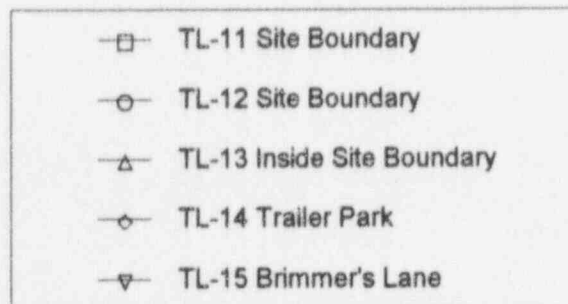 TL-11 Site Boundary
TL-12 Site Boundary
TL-13 Inside Site Boundary
TL-14 Trailer Park
TL-15 Brimmer's Lane